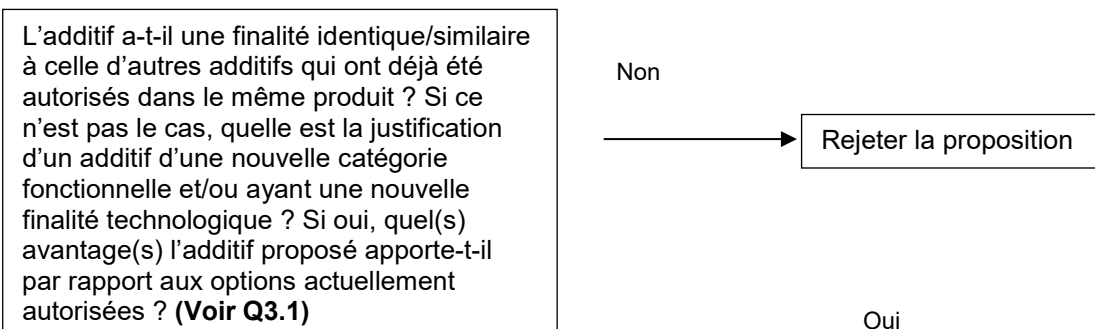 L’additif a-t-il une finalité identique/similaire
à celle d’autres additifs qui ont déjà été
autorisés dans le même produit ? Si ce
n’est pas le cas, quelle est la justification
d’un additif d’une nouvelle catégorie
fonctionnelle et/ou ayant une nouvelle
finalité technologique ? Si oui, quel(s)
avantage(s) l’additif proposé apporte-t-il
par rapport aux options actuellement
autorisées ? (Voir Q3.1)
Non
Rejeter la proposition
Oui